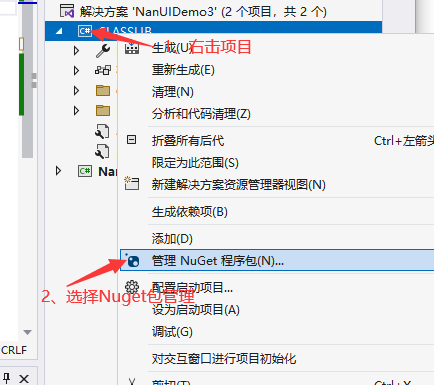 解决方案 'NanUIDemo3' (2 个项目，共 2 个)
CLASSLIB
1、右击项目
生成(U)
重新生成(E)
清理(N)
分析和代码清理(Z)
折叠所有后代 Ctrl+左箭头
限定为此范围(S)
新建解决方案资源管理器视图(N)
生成依赖项(B)
添加(D)
Nan
管理 NuGet 程序包(N)...
2、选择Nuget包管理
配置启动项目...
设为启动项目(A)
调试(G)
CRLF
对交互窗口进行项目初始化
剪切(T) Ctrl+X